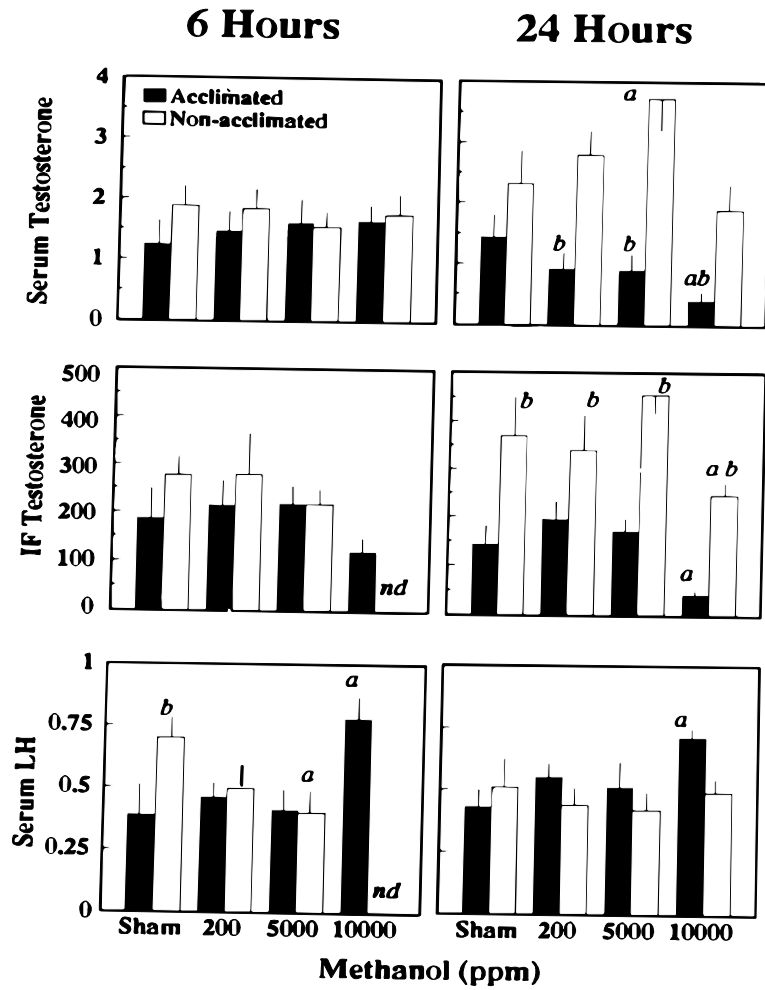 6 Hours
24 Hours
Serum Testosterone
4
3
2
1
0
Acclimated
Non-acclimated
a
b
b
ab
IF Testosterone
500
400
300
200
100
0
nd
b
b
b
a b
a
Serum LH
1
0.75
0.5
0.25
0
b
a
a
nd
a
Sham 200 5000 10000
Sham 200 5000 10000
Methanol (ppm)